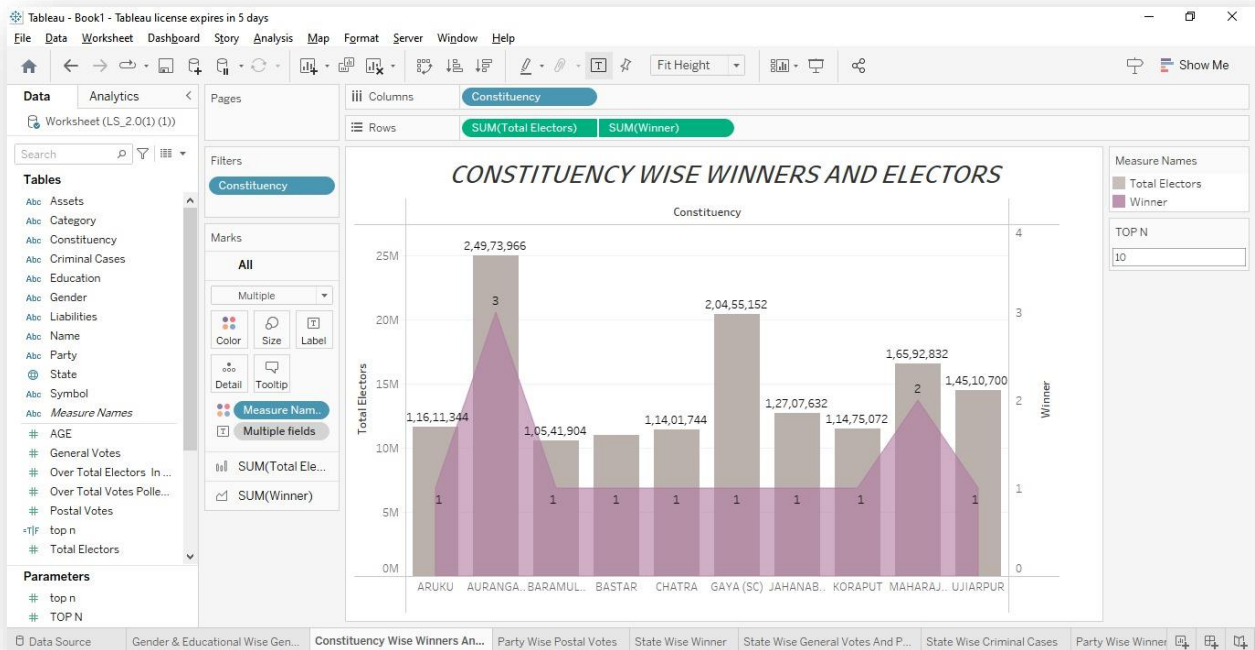 Tableau - Book1 - Tableau license expires in 5 days
File Data Worksheet Dashboard Story Analysis Map Format Server Window Help
Fit Height
Show Me
Data Analytics
Worksheet (LS_2.0(1) (1))
Search
Tables
Abc Assets
Abc Category
Abc Constituency
Abc Criminal Cases
Abc Education
Abc Gender
Abc Liabilities
Abc Name
Abc Party
State
Abc Symbol
Abc Measure Names
# AGE
# General Votes
# Over Total Electors In ...
# Over Total Votes Polle...
# Postal Votes
=T|F top n
# Total Electors
Parameters
# top n
# TOP N
Pages
Filters
Constituency
Marks
All
Multiple
Color Size Label
Detail Tooltip
Measure Nam..
Multiple fields
SUM(Total Ele...
SUM(Winner)
Columns Constituency
Rows SUM(Total Electors) SUM(Winner)
CONSTITUENCY WISE WINNERS AND ELECTORS
Constituency
Total Electors
25M
20M
15M
10M
5M
0M
1,16,11,344
2,49,73,966
1,05,41,904
1,14,01,744
2,04,55,152
1,27,07,632
1,14,75,072
1,65,92,832
1,45,10,700
1 3 1 1 1 1 1 1 2 1
4
3
2
1
0
Winner
ARUKU AURANGA.. BARAMUL.. BASTAR CHATRA GAYA (SC) JAHANAB.. KORAPUT MAHARAJ.. UJIARPUR
Measure Names
Total Electors
Winner
TOP N
10
Data Source Gender & Educational Wise Gen... Constituency Wise Winners An... Party Wise Postal Votes State Wise Winner State Wise General Votes And P... State Wise Criminal Cases Party Wise Winner